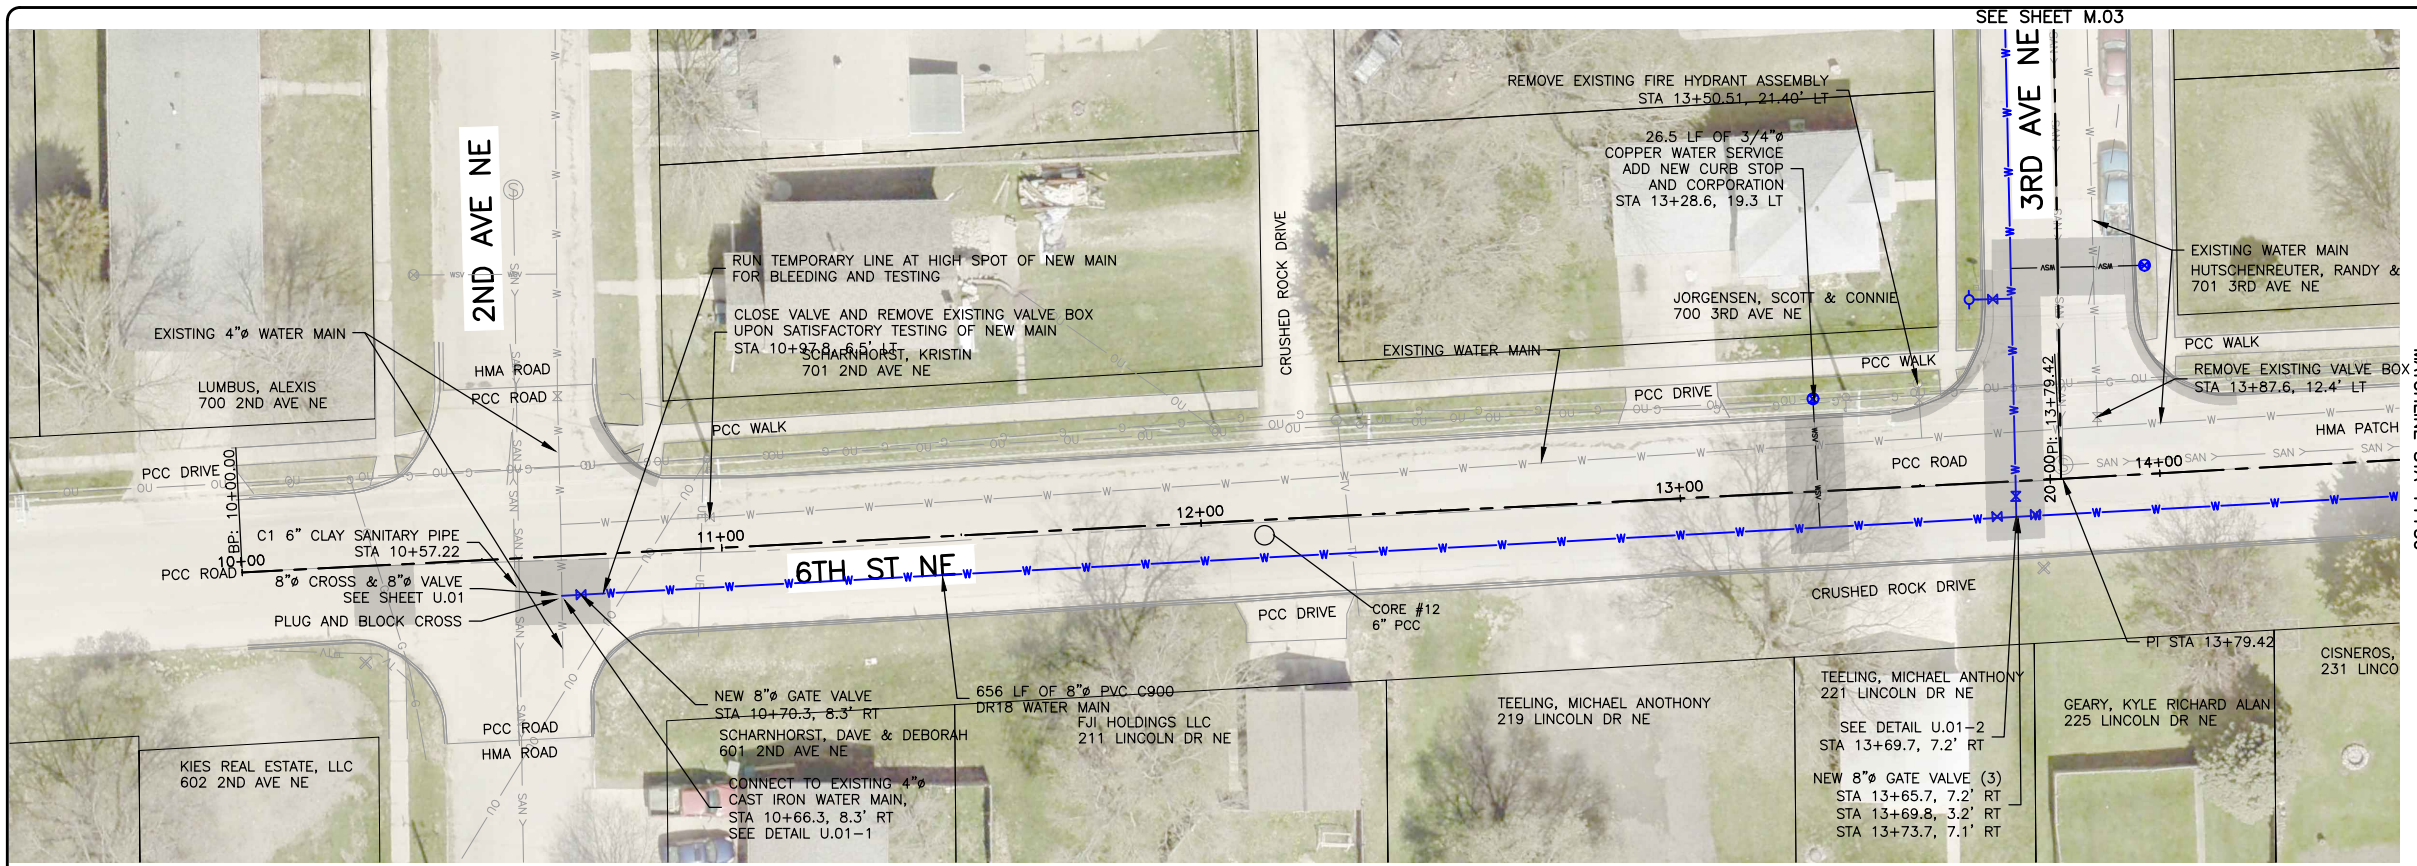 SEE SHEET M.03
2ND AVE NE
3RD AVE NE
6TH ST NE
REMOVE EXISTING FIRE HYDRANT ASSEMBLY
STA 13+50.51, 21.40' LT
26.5 LF OF 3/4"ø
COPPER WATER SERVICE
ADD NEW CURB STOP
AND CORPORATION
STA 13+28.6, 19.3 LT
RUN TEMPORARY LINE AT HIGH SPOT OF NEW MAIN
FOR BLEEDING AND TESTING
CLOSE VALVE AND REMOVE EXISTING VALVE BOX
UPON SATISFACTORY TESTING OF NEW MAIN
STA 10+97.8, 6.5' LT
SCHARNHORST, KRISTIN
701 2ND AVE NE
CRUSHED ROCK DRIVE
EXISTING WATER MAIN
HUTSCHENREUTER, RANDY &
701 3RD AVE NE
JORGENSEN, SCOTT & CONNIE
700 3RD AVE NE
EXISTING 4"ø WATER MAIN
LUMBUS, ALEXIS
700 2ND AVE NE
HMA ROAD
PCC ROAD
EXISTING WATER MAIN
PCC WALK
PCC WALK
PCC DRIVE
REMOVE EXISTING VALVE BOX
STA 13+87.6, 12.4' LT
PCC WALK
HMA PATCH
PCC DRIVE
BP: 10+00.00
10+00
11+00
12+00
13+00
14+00
20+00
PI: 13+79.42
PCC ROAD
C1 6" CLAY SANITARY PIPE
STA 10+57.22
PCC ROAD
8"ø CROSS & 8"ø VALVE
SEE SHEET U.01
PLUG AND BLOCK CROSS
CORE #12
6" PCC
PCC DRIVE
CRUSHED ROCK DRIVE
PI STA 13+79.42
CISNEROS,
231 LINCO
NEW 8"ø GATE VALVE
STA 10+70.3, 8.3' RT
656 LF OF 8"ø PVC C900
DR18 WATER MAIN
FJI HOLDINGS LLC
211 LINCOLN DR NE
SCHARNHORST, DAVE & DEBORAH
601 2ND AVE NE
TEELING, MICHAEL ANOTHONY
219 LINCOLN DR NE
TEELING, MICHAEL ANTHONY
221 LINCOLN DR NE
GEARY, KYLE RICHARD ALAN
225 LINCOLN DR NE
SEE DETAIL U.01-2
STA 13+69.7, 7.2' RT
PCC ROAD
HMA ROAD
KIES REAL ESTATE, LLC
602 2ND AVE NE
CONNECT TO EXISTING 4"ø
CAST IRON WATER MAIN,
STA 10+66.3, 8.3' RT
SEE DETAIL U.01-1
NEW 8"ø GATE VALVE (3)
STA 13+65.7, 7.2' RT
STA 13+69.8, 3.2' RT
STA 13+73.7, 7.1' RT